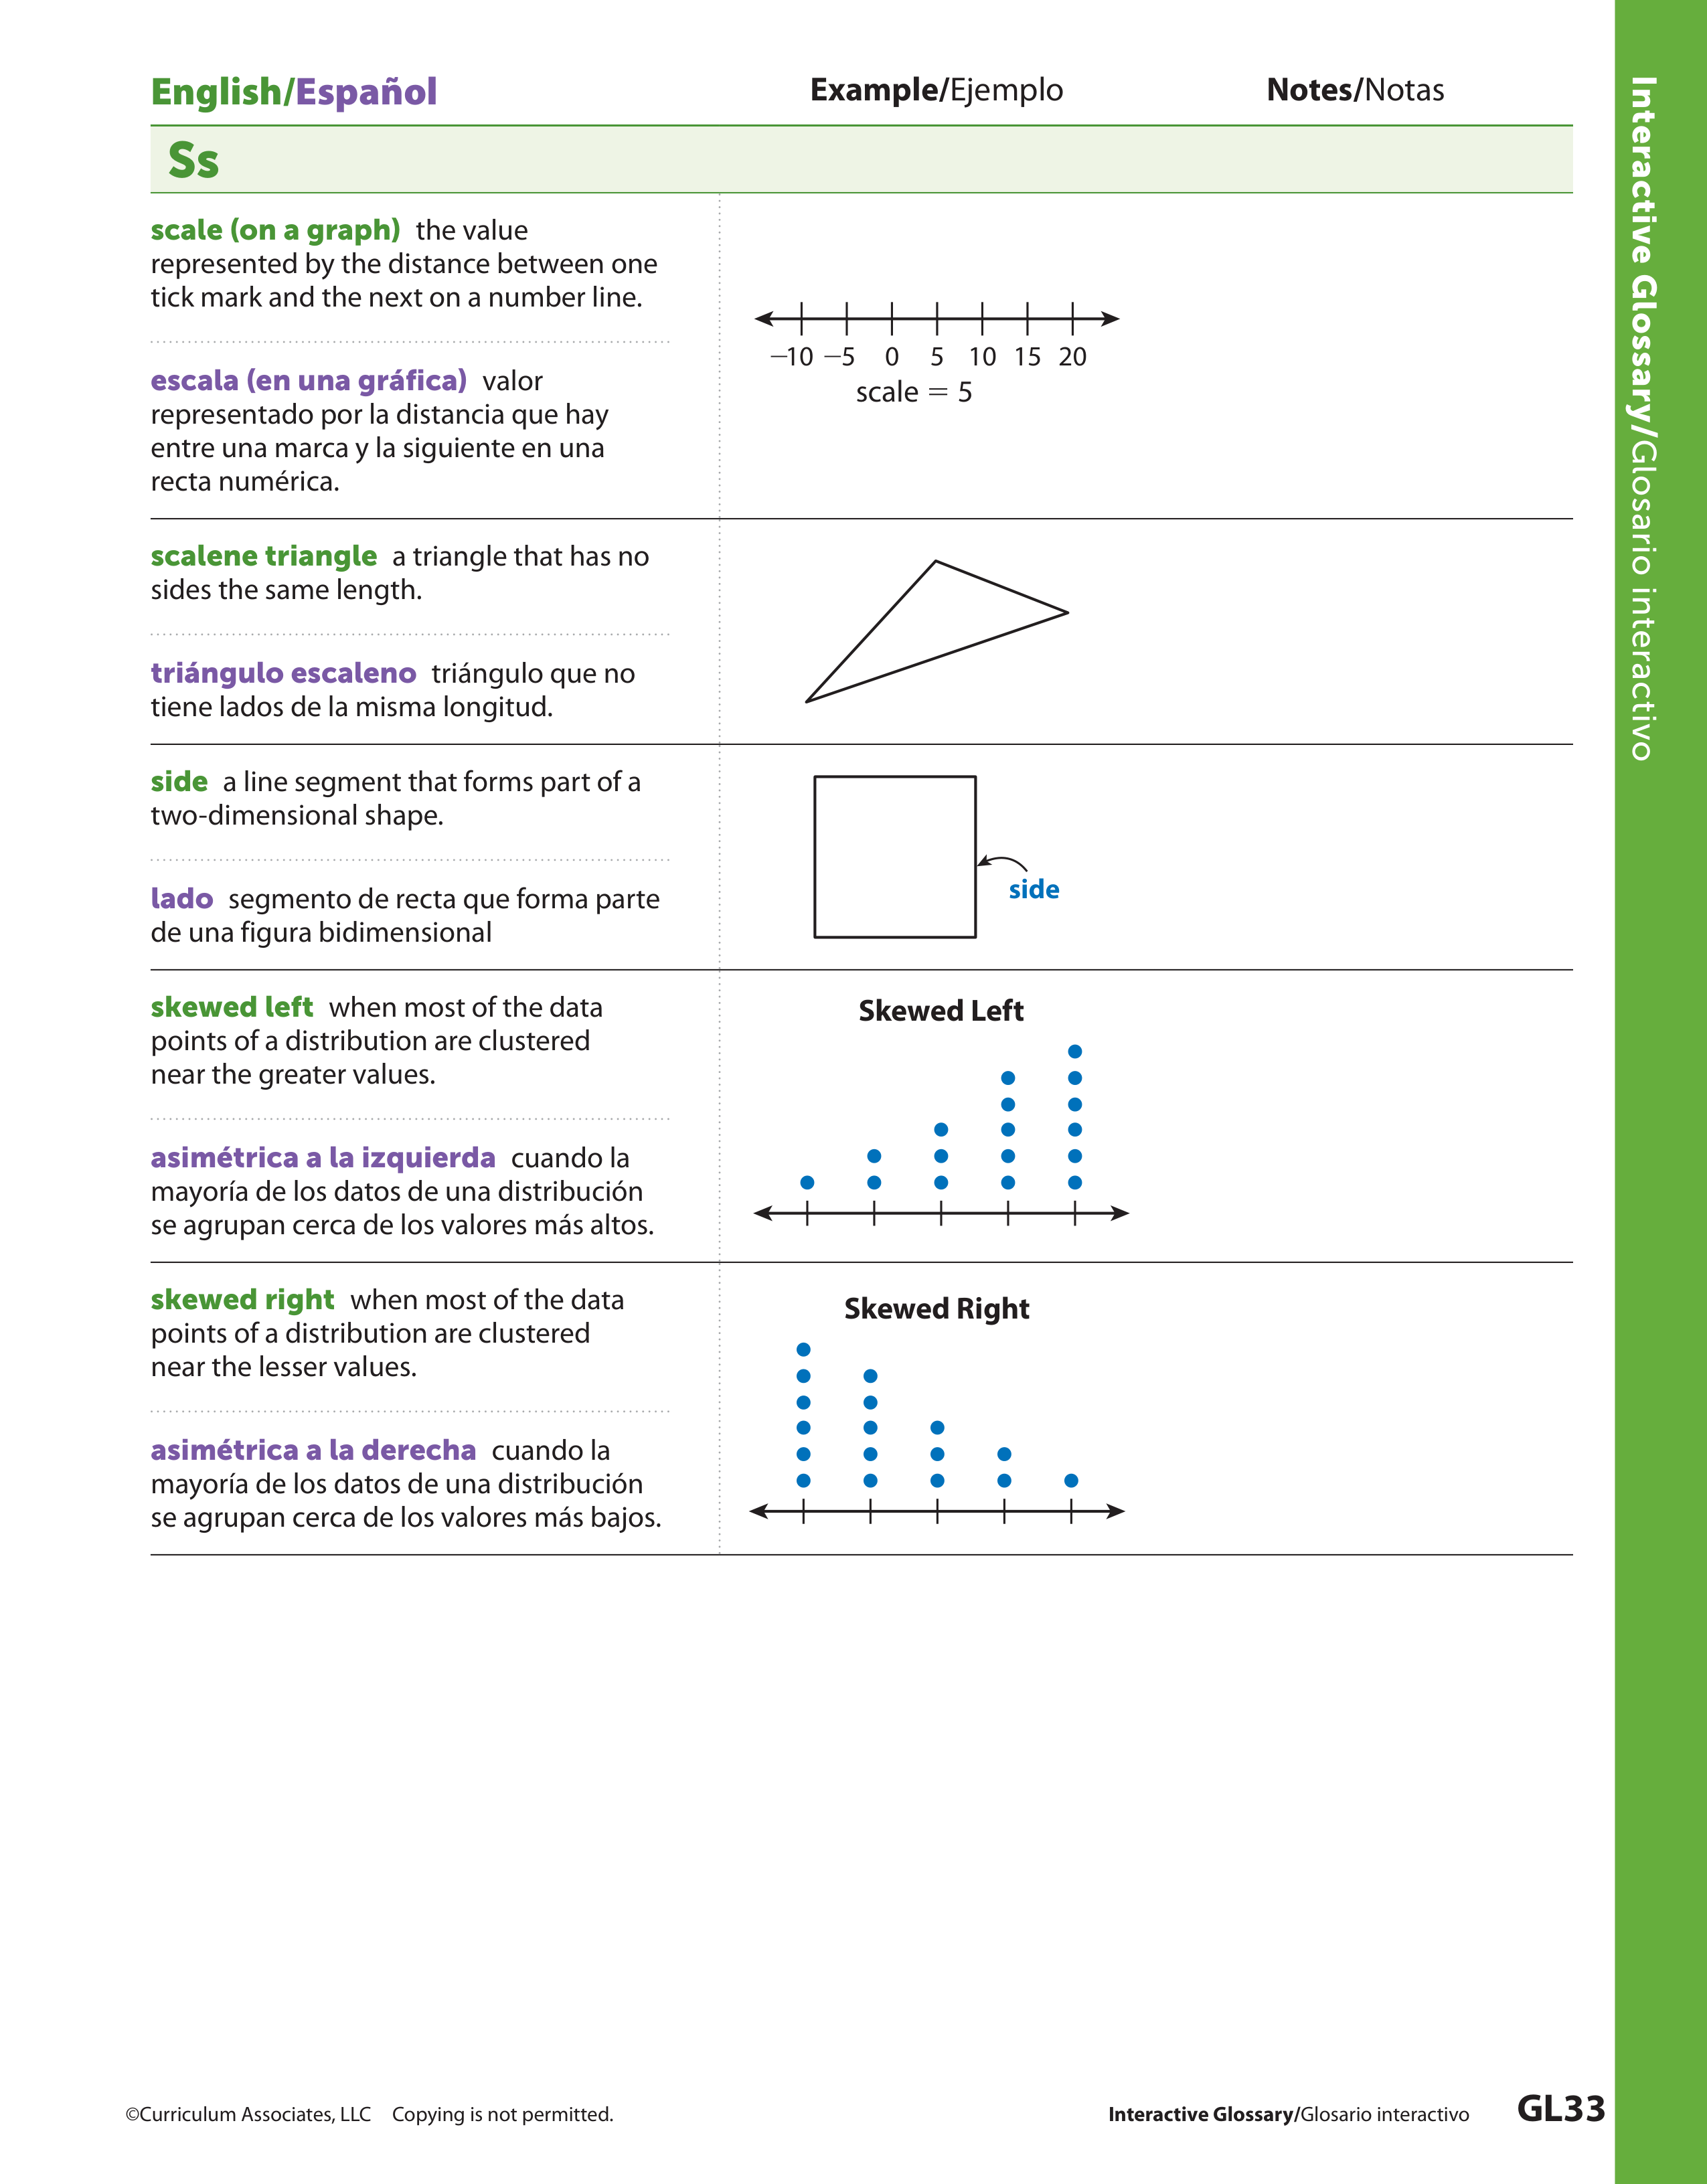 English/Español
Example/Ejemplo
Notes/Notas
Ss
scale (on a graph) the value
represented by the distance between one
tick mark and the next on a number line.
escala (en una gráfica) valor
representado por la distancia que hay
entre una marca y la siguiente en una
recta numérica.
−10 −5 0 5 10 15 20
scale = 5
scalene triangle a triangle that has no
sides the same length.
triángulo escaleno triángulo que no
tiene lados de la misma longitud.
side a line segment that forms part of a
two-dimensional shape.
lado segmento de recta que forma parte
de una figura bidimensional
side
skewed left when most of the data
points of a distribution are clustered
near the greater values.
asimétrica a la izquierda cuando la
mayoría de los datos de una distribución
se agrupan cerca de los valores más altos.
Skewed Left
skewed right when most of the data
points of a distribution are clustered
near the lesser values.
asimétrica a la derecha cuando la
mayoría de los datos de una distribución
se agrupan cerca de los valores más bajos.
Skewed Right
Interactive Glossary/Glosario interactivo
©Curriculum Associates, LLC Copying is not permitted.
Interactive Glossary/Glosario interactivo
GL33